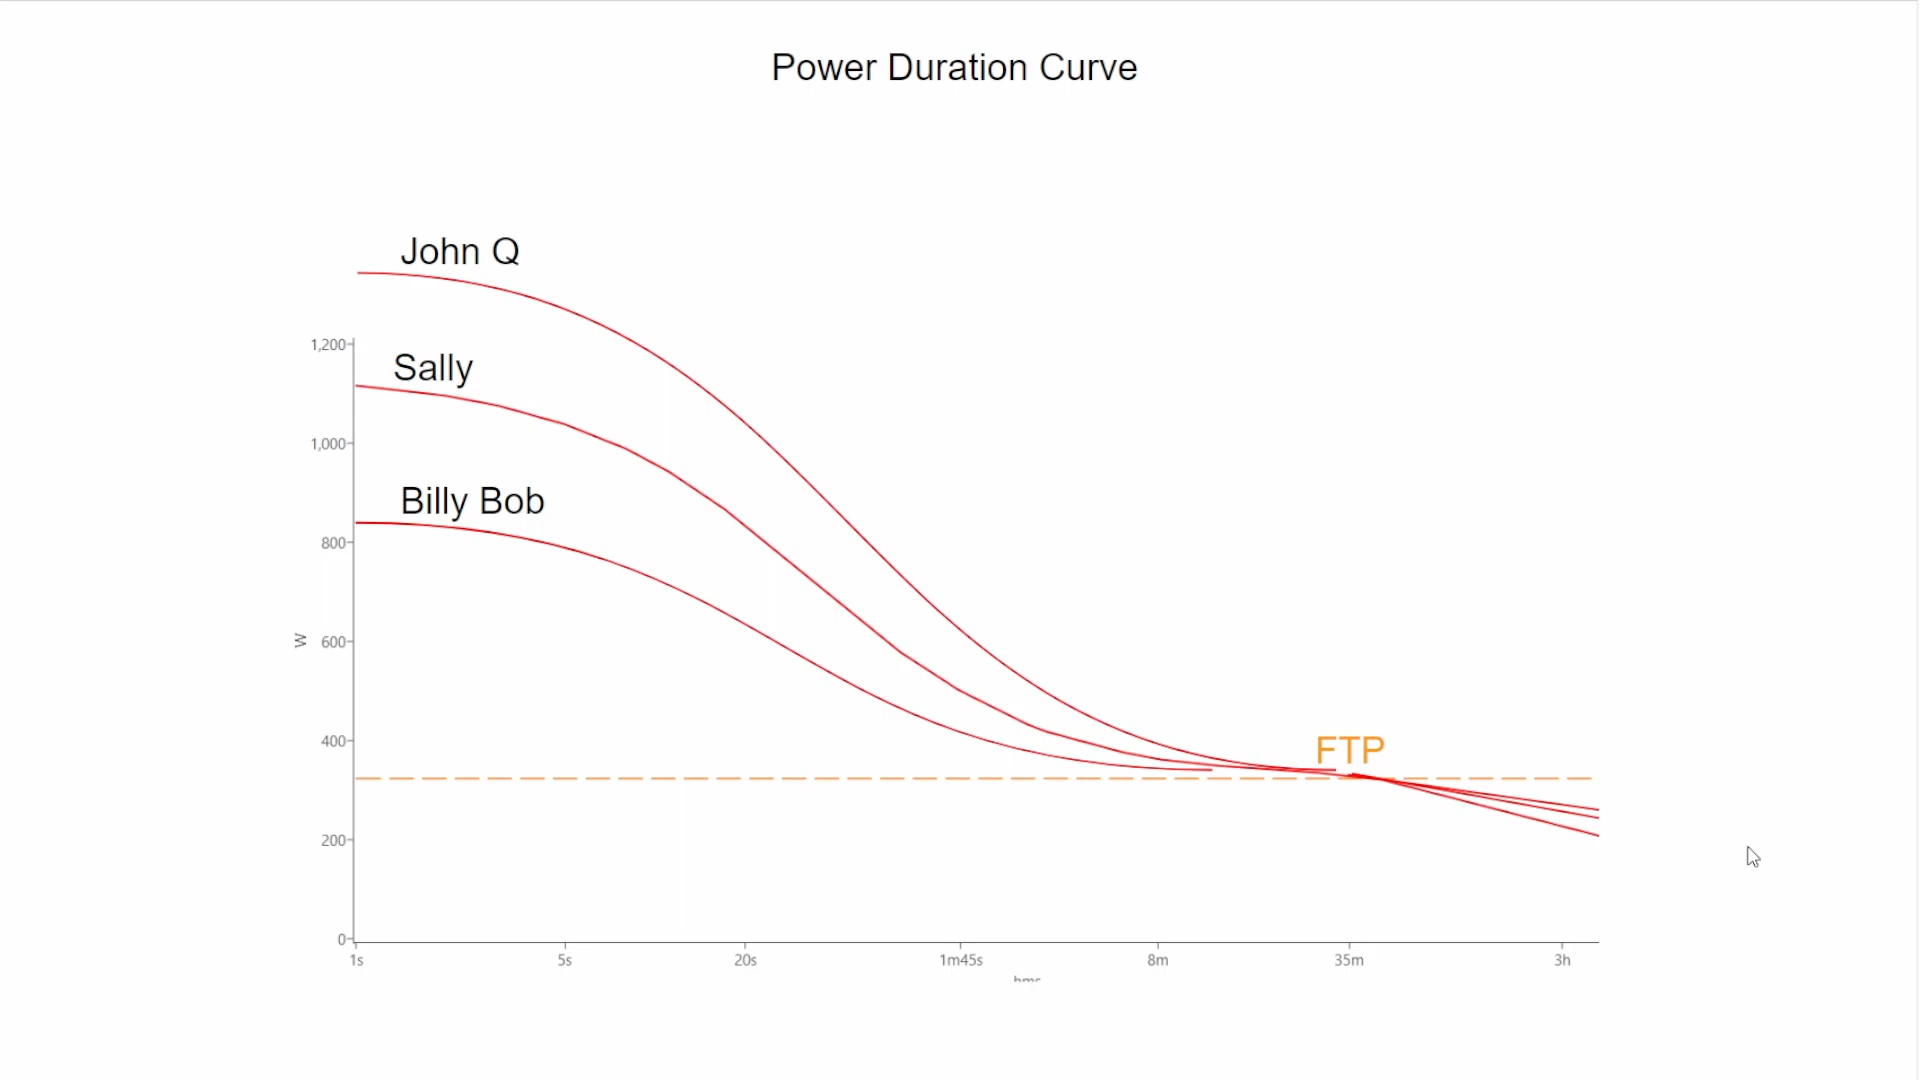 Power Duration Curve
John Q
1,200
Sally
1,000
Billy Bob
800
W
600
400
FTP
200
0
1s 5s 20s 1m45s 8m 35m 3h